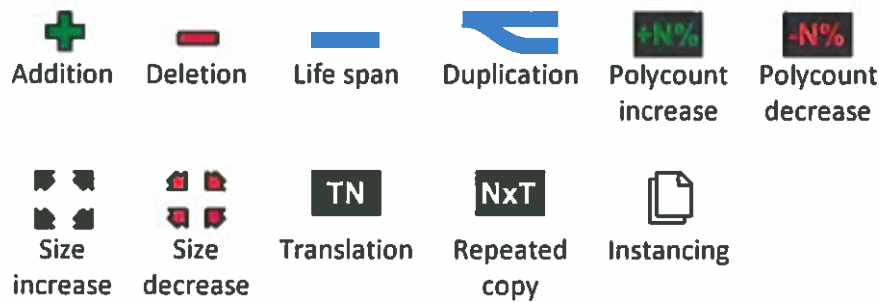 +N% -N%
Addition Deletion Life span Duplication Polycount Polycount
increase decrease
TN NxT
Size Size Translation Repeated Instancing
increase decrease copy